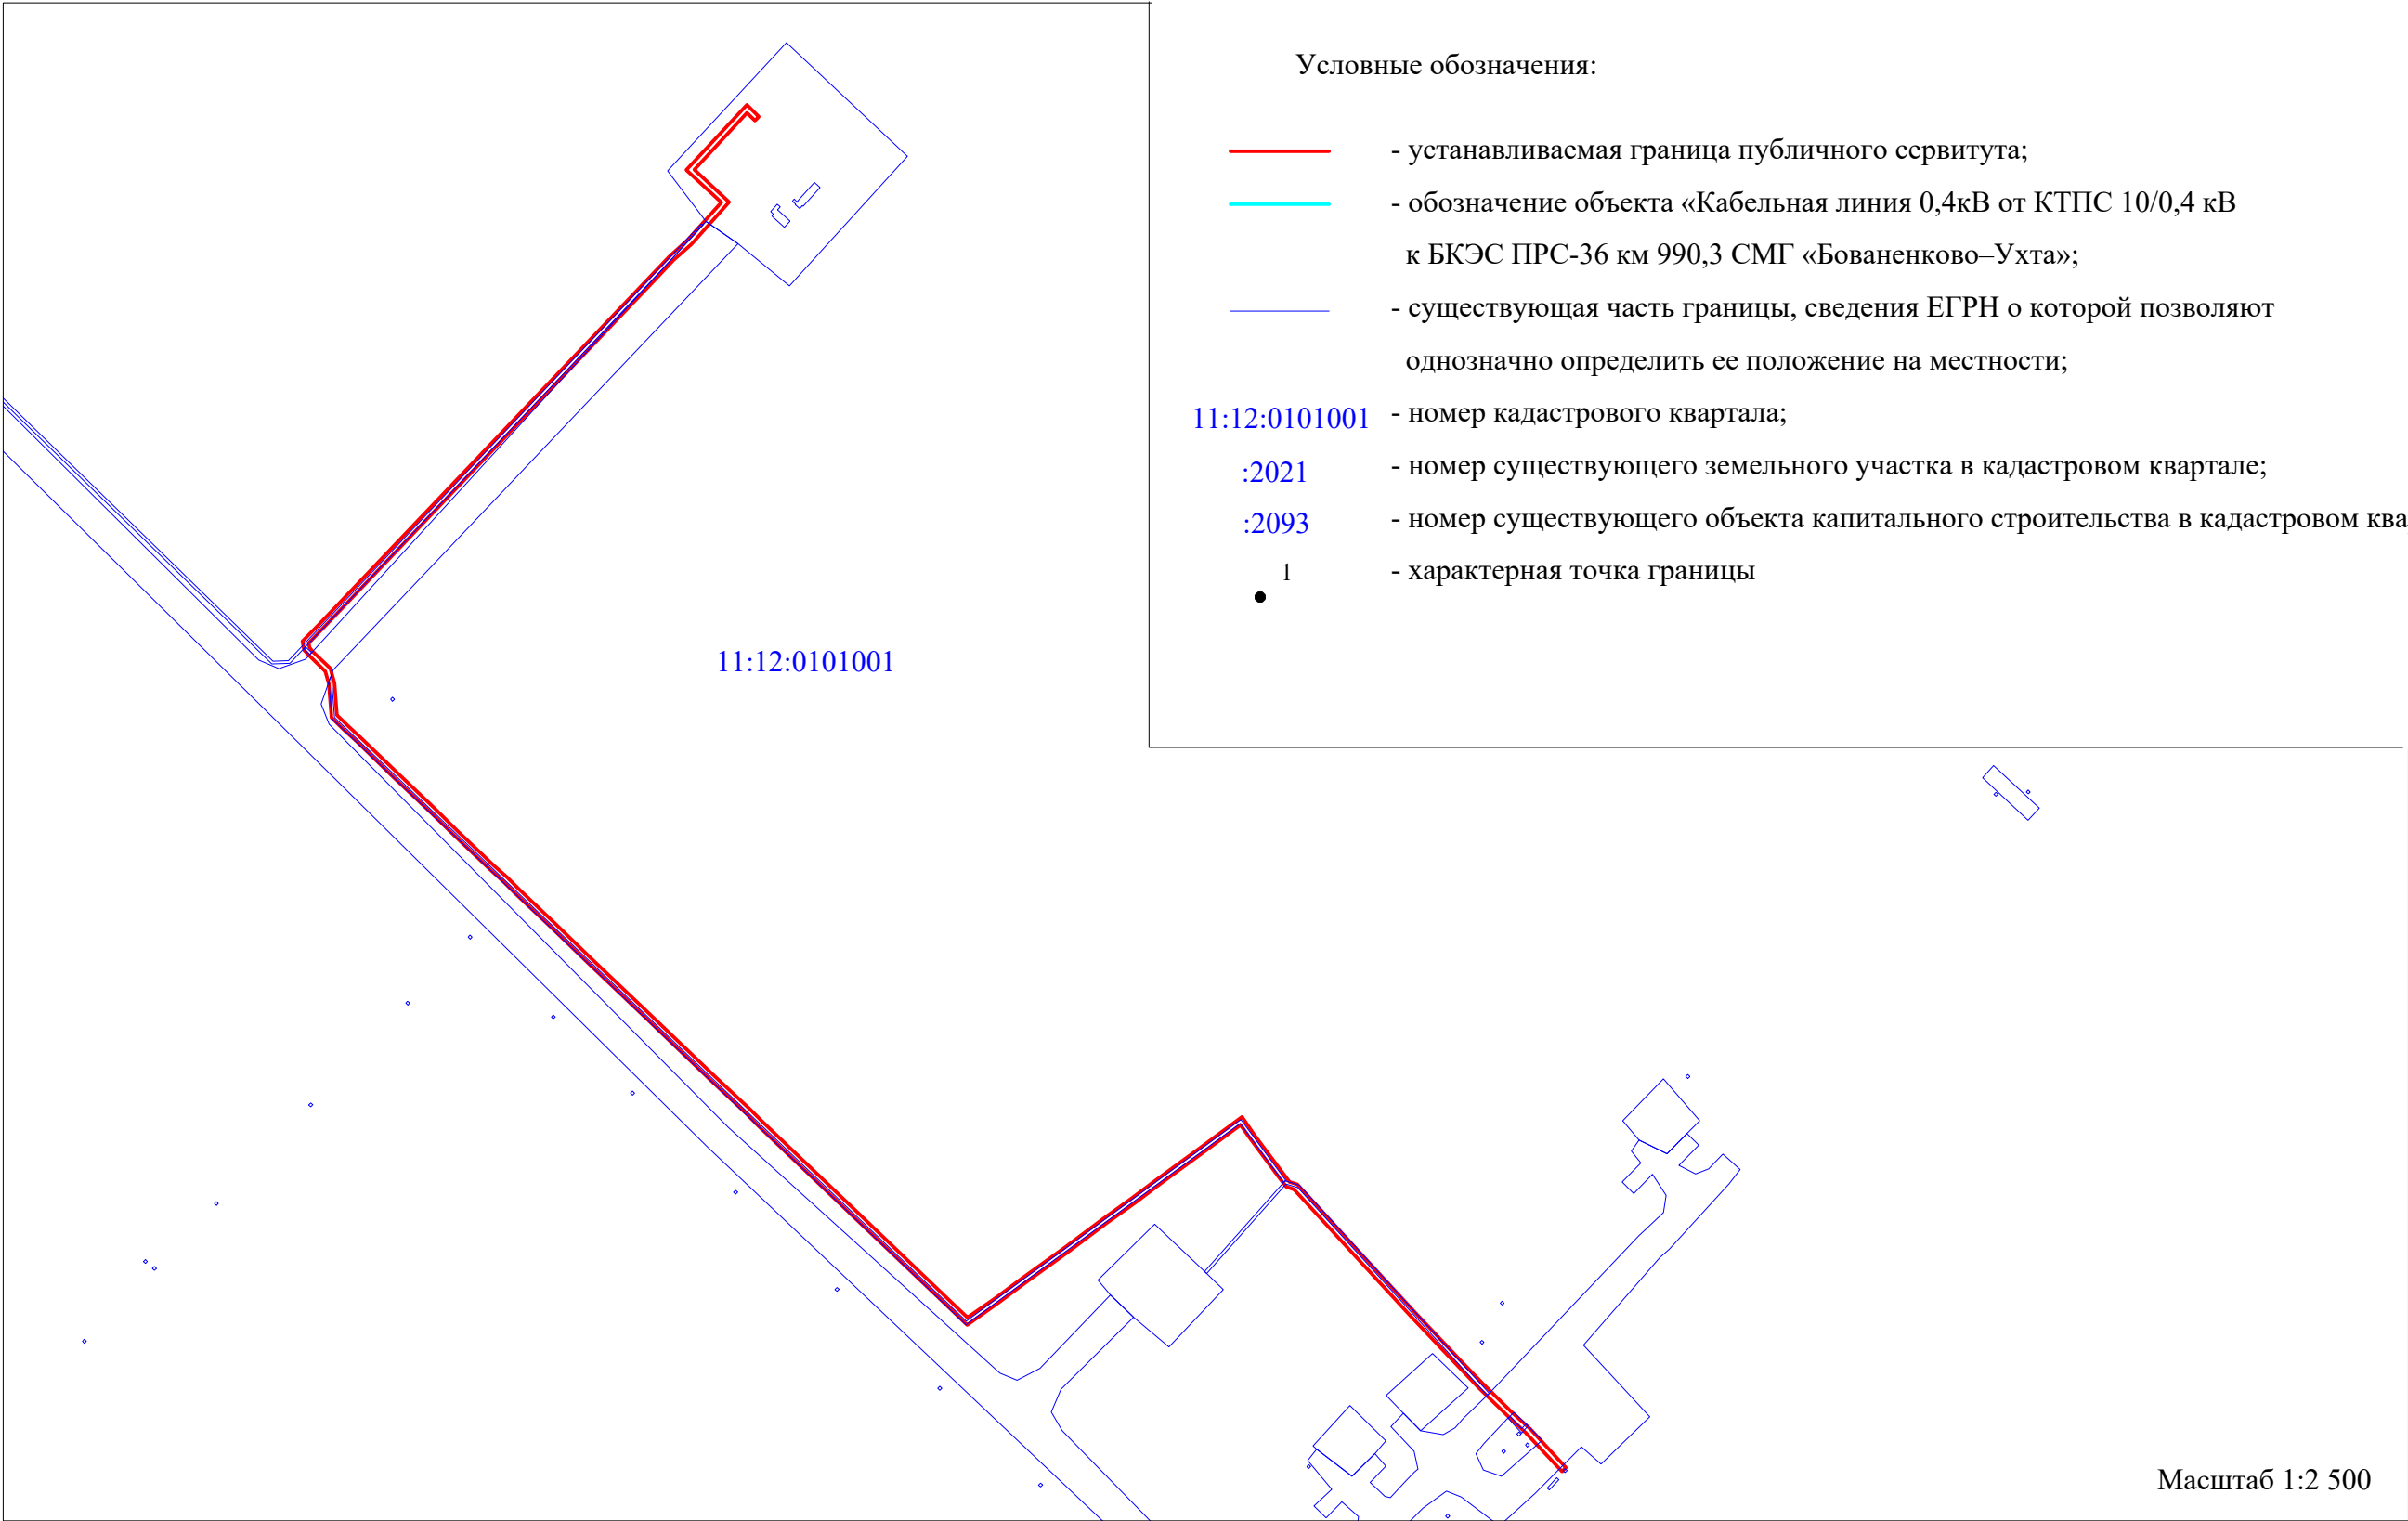 Условные обозначения:
- устанавливаемая граница публичного сервитута;
- обозначение объекта «Кабельная линия 0,4кВ от КТПС 10/0,4 кВ
к БКЭС ПРС-36 км 990,3 СМГ «Бованенково–Ухта»;
- существующая часть границы, сведения ЕГРН о которой позволяют
однозначно определить ее положение на местности;
11:12:0101001 - номер кадастрового квартала;
:2021 - номер существующего земельного участка в кадастровом квартале;
:2093 - номер существующего объекта капитального строительства в кадастровом ква
1 - характерная точка границы
11:12:0101001
Масштаб 1:2 500